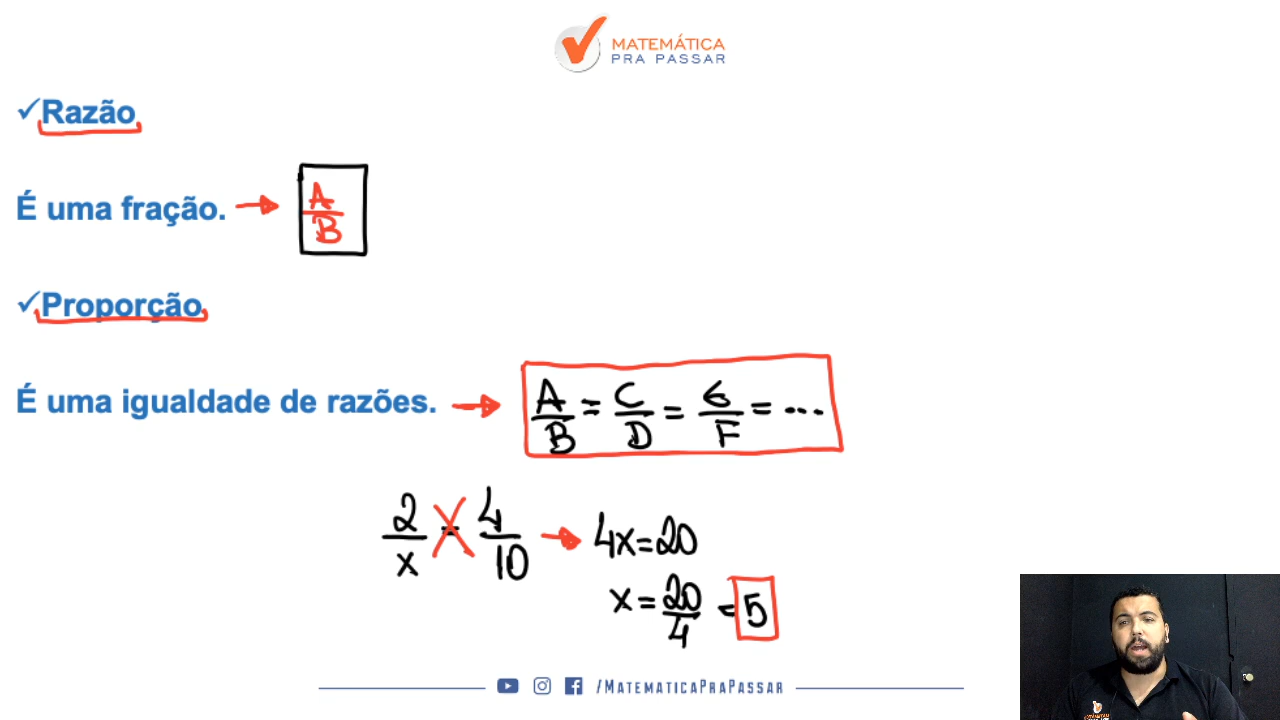 MATEMÁTICA
PRA PASSAR
✓Razão
É uma fração. → A/B
✓Proporção
É uma igualdade de razões. → A/B = C/D = G/F = ...
2/x = 4/10 → 4x=20
x = 20/4 = 5
/MATEMATICAPRAPASSAR